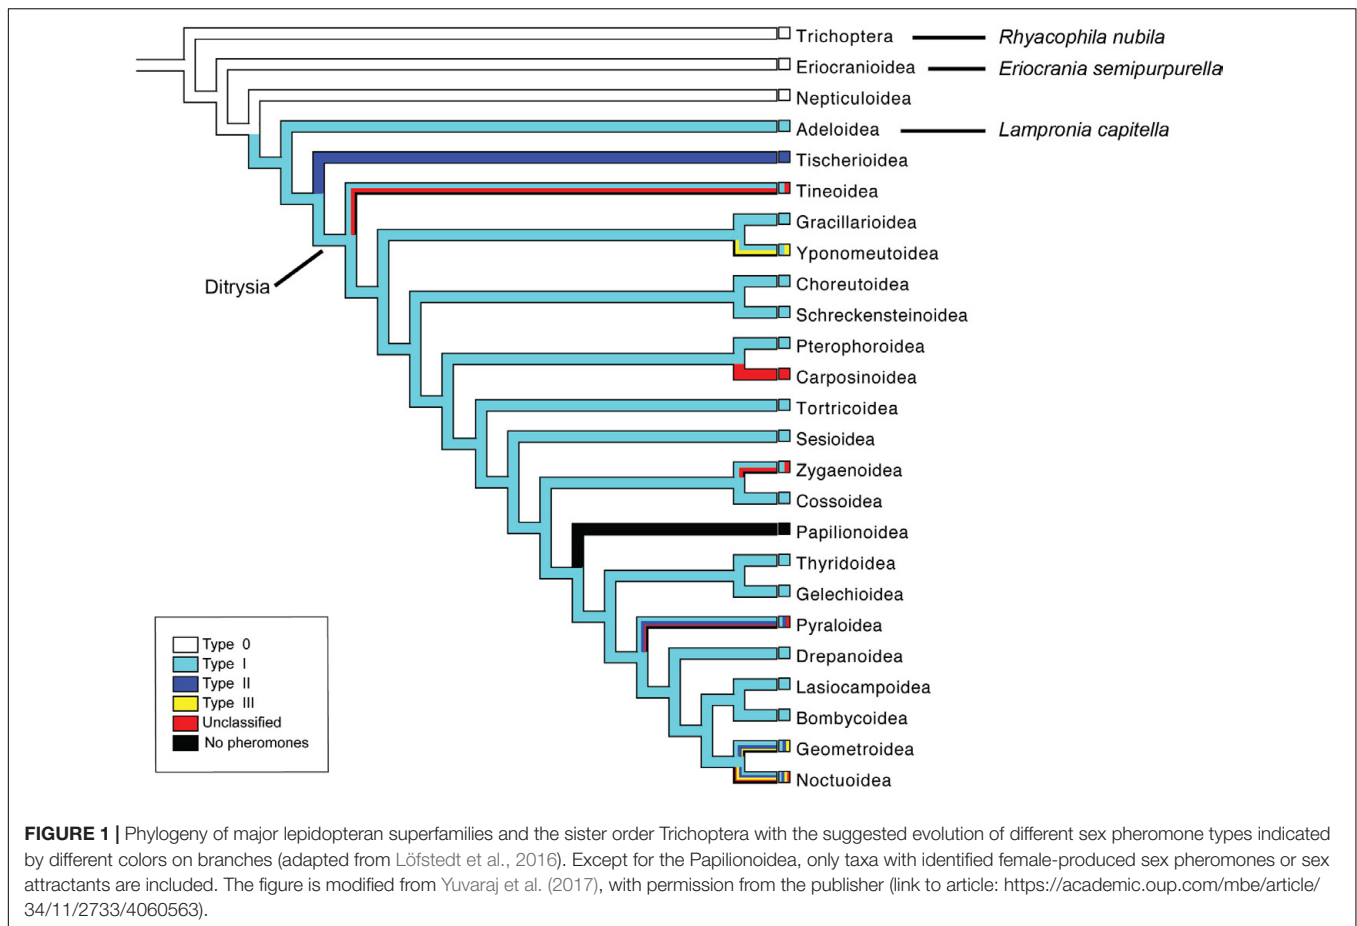 Trichoptera
Rhyacophila nubila
Eriocranioidea
Eriocrania semipurpurella
Nepticuloidea
Adeloidea
Lampronia capitella
Tischerioidea
Tineoidea
Gracillarioidea
Yponomeutoidea
Ditrysia
Choreutoidea
Schreckensteinoidea
Pterophoroidea
Carposinoidea
Tortricoidea
Sesioidea
Zygaenoidea
Cossoidea
Papilionoidea
Thyridoidea
Gelechioidea
Pyraloidea
Drepanoidea
Lasiocampoidea
Bombycoidea
Geometroidea
Noctuoidea
Type 0
Type I
Type II
Type III
Unclassified
No pheromones
FIGURE 1 | Phylogeny of major lepidopteran superfamilies and the sister order Trichoptera with the suggested evolution of different sex pheromone types indicated
by different colors on branches (adapted from Löfstedt et al., 2016). Except for the Papilionoidea, only taxa with identified female-produced sex pheromones or sex
attractants are included. The figure is modified from Yuvaraj et al. (2017), with permission from the publisher (link to article: https://academic.oup.com/mbe/article/
34/11/2733/4060563).